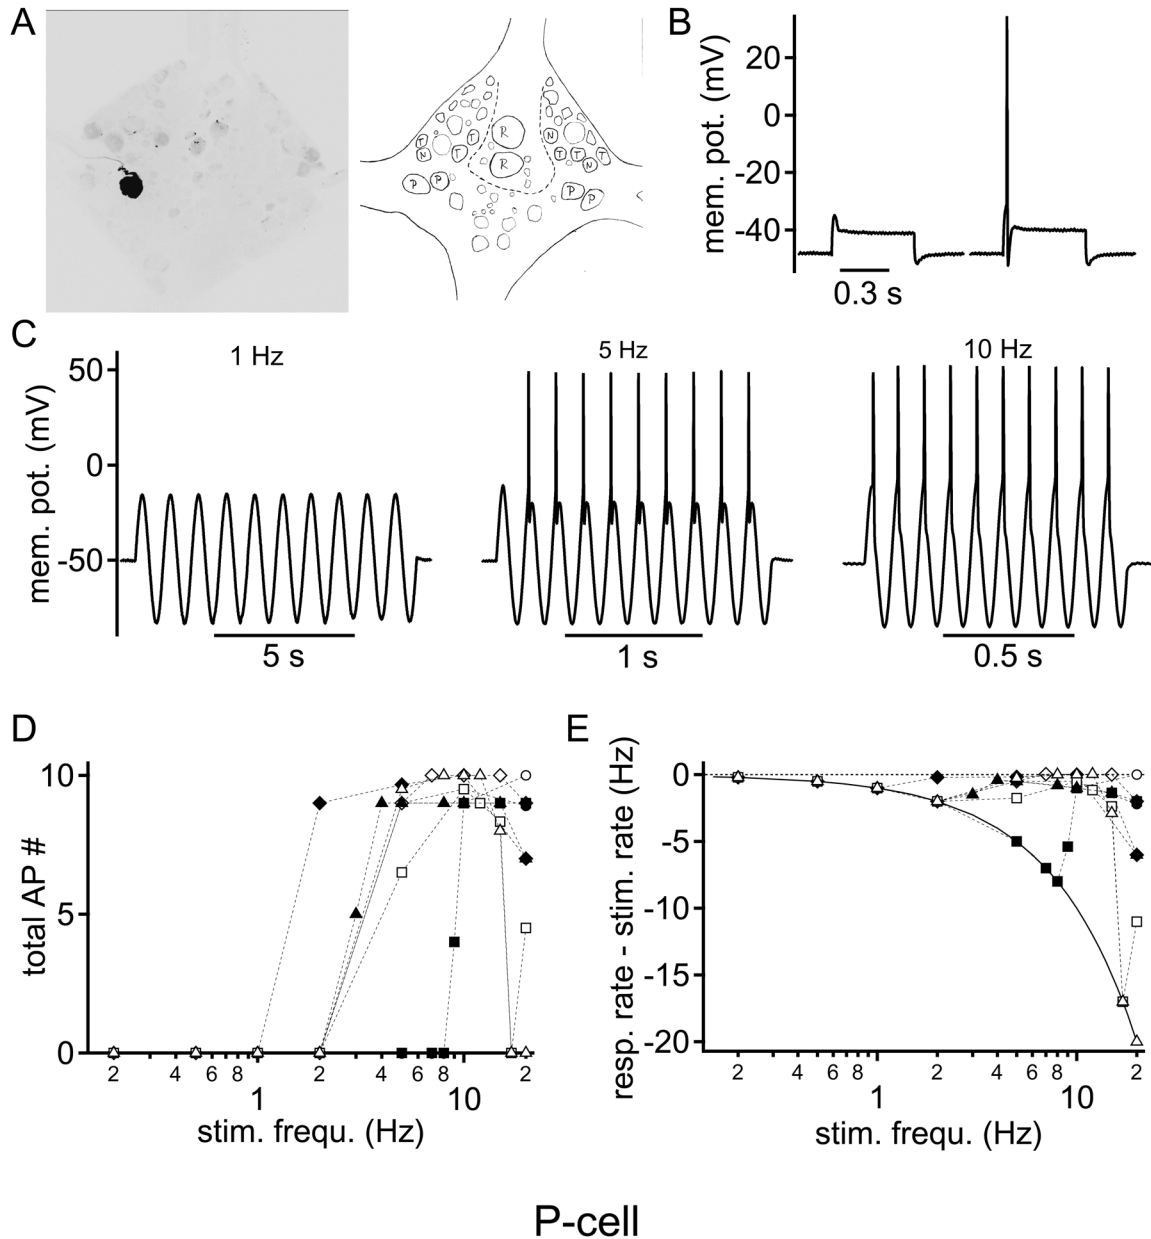 A
B
R
R
T
N
T
T
N
T
T
N
T
P
P
P
P
mem. pot. (mV)
20
0
-20
-40
0.3 s
C
1 Hz
5 Hz
10 Hz
mem. pot. (mV)
50
0
-50
5 s
1 s
0.5 s
D
total AP #
10
5
0
2
4
6
8
1
2
4
6
8
10
2
stim. frequ. (Hz)
E
resp. rate - stim. rate (Hz)
0
-5
-10
-15
-20
2
4
6
8
1
2
4
6
8
10
2
stim. frequ. (Hz)
P-cell